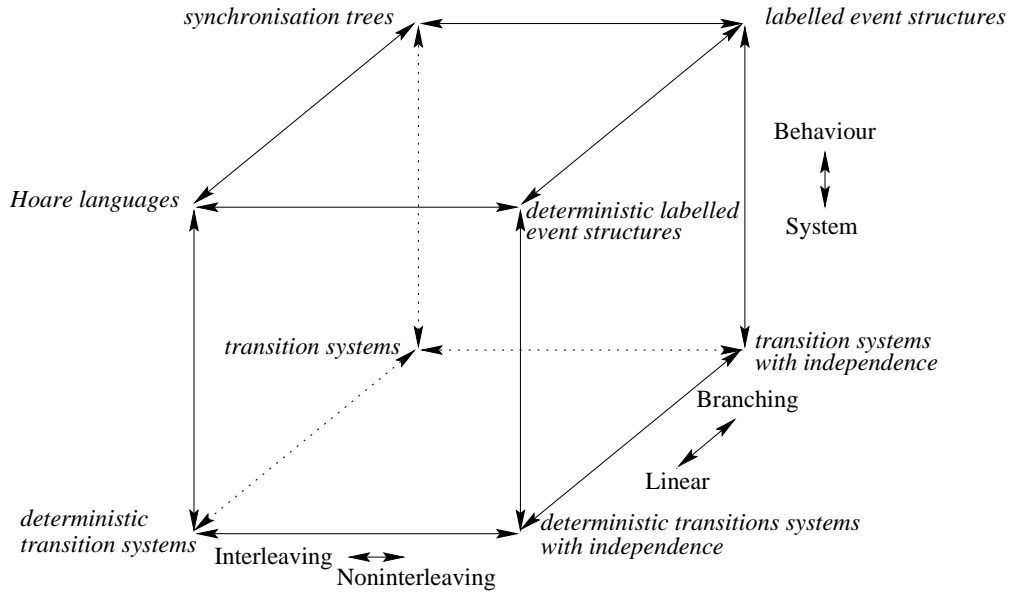 synchronisation trees
labelled event structures
Behaviour
System
Hoare languages
deterministic labelled
event structures
transition systems
transition systems
with independence
Branching
Linear
deterministic
transition systems
deterministic transitions systems
with independence
Interleaving
Noninterleaving